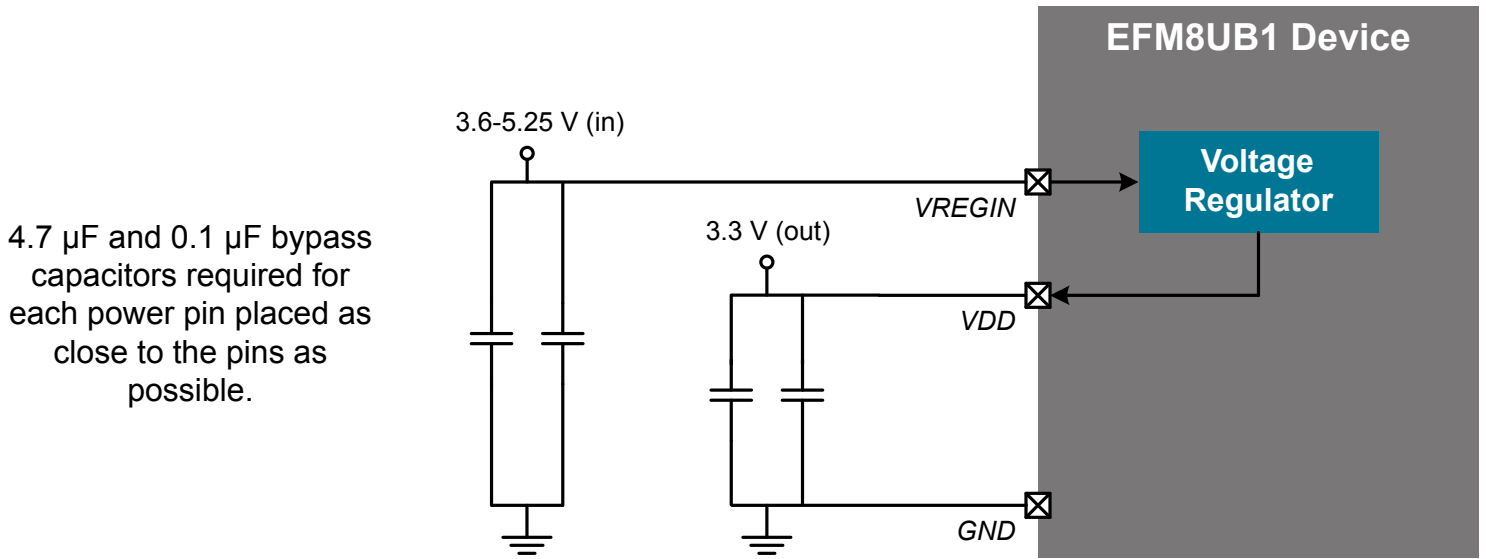 EFM8UB1 Device
3.6-5.25 V (in)
Voltage
Regulator
VREGIN
3.3 V (out)
4.7 µF and 0.1 µF bypass
capacitors required for
each power pin placed as
close to the pins as
possible.
VDD
GND